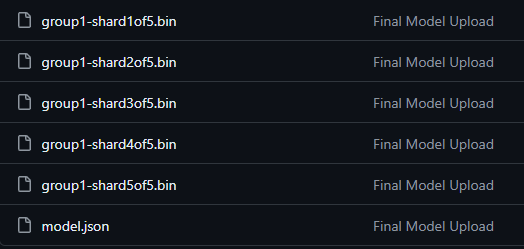 group1-shard1of5.bin Final Model Upload
group1-shard2of5.bin Final Model Upload
group1-shard3of5.bin Final Model Upload
group1-shard4of5.bin Final Model Upload
group1-shard5of5.bin Final Model Upload
model.json Final Model Upload